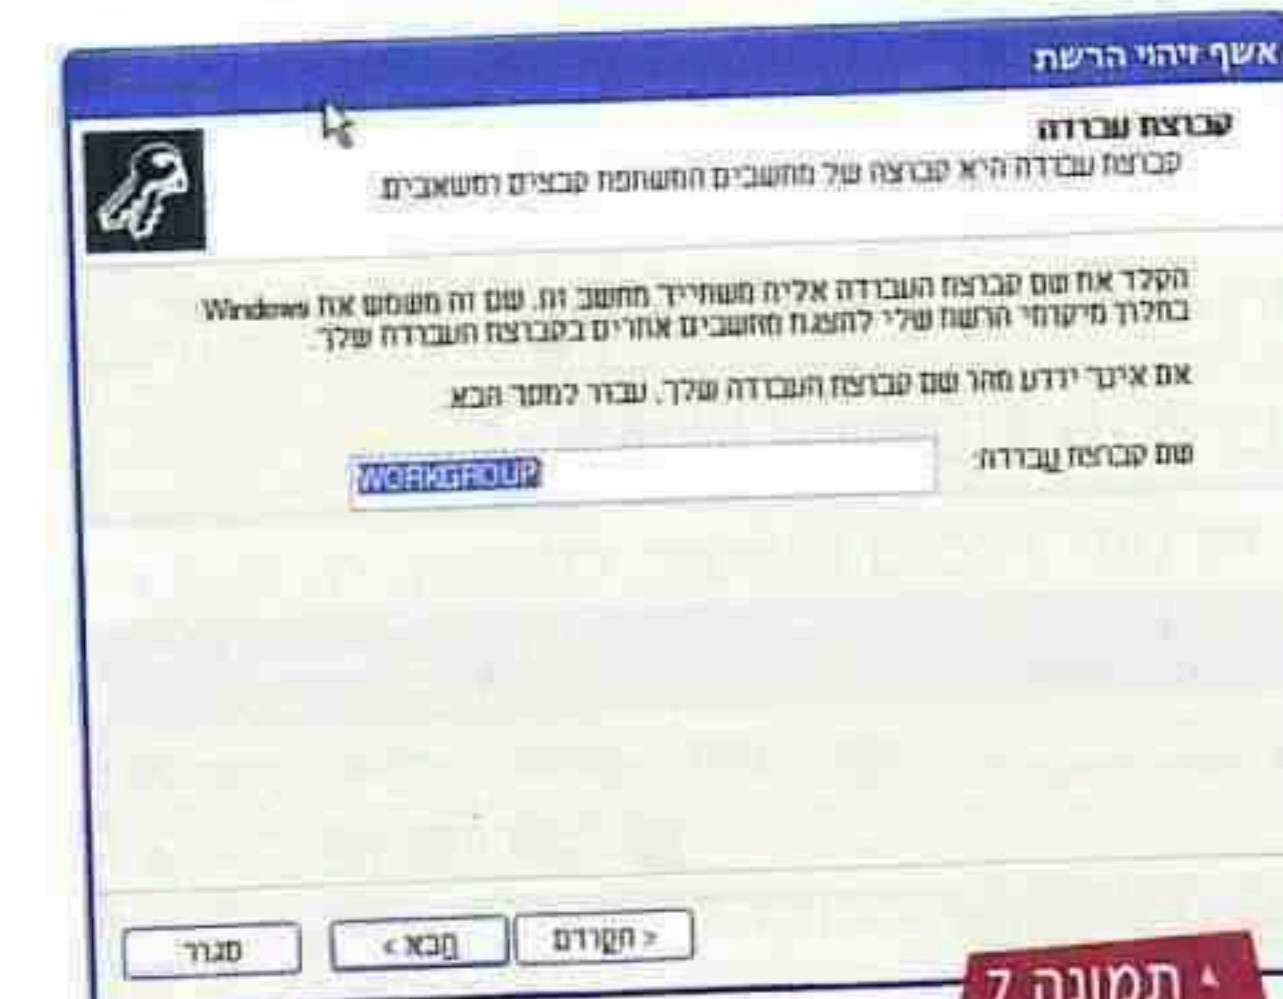 אשף זיהוי הרשת
קבוצת עבודה
קבוצת עבודה היא קבוצה של מחשבים המשתפת קבצים ומשאבים.
הקלד את שם קבוצת העבודה אליה משתייך מחשב זה. שם זה משמש את Windows
בחלון מיקומי הרשת שלי להצגת מחשבים אחרים בקבוצת העבודה שלך.
אם אינך יודע מהו שם קבוצת העבודה שלך, עבור למסך הבא.
שם קבוצת עבודה:
WORKGROUP
< הקודם
הבא >
סגור
תמונה 7